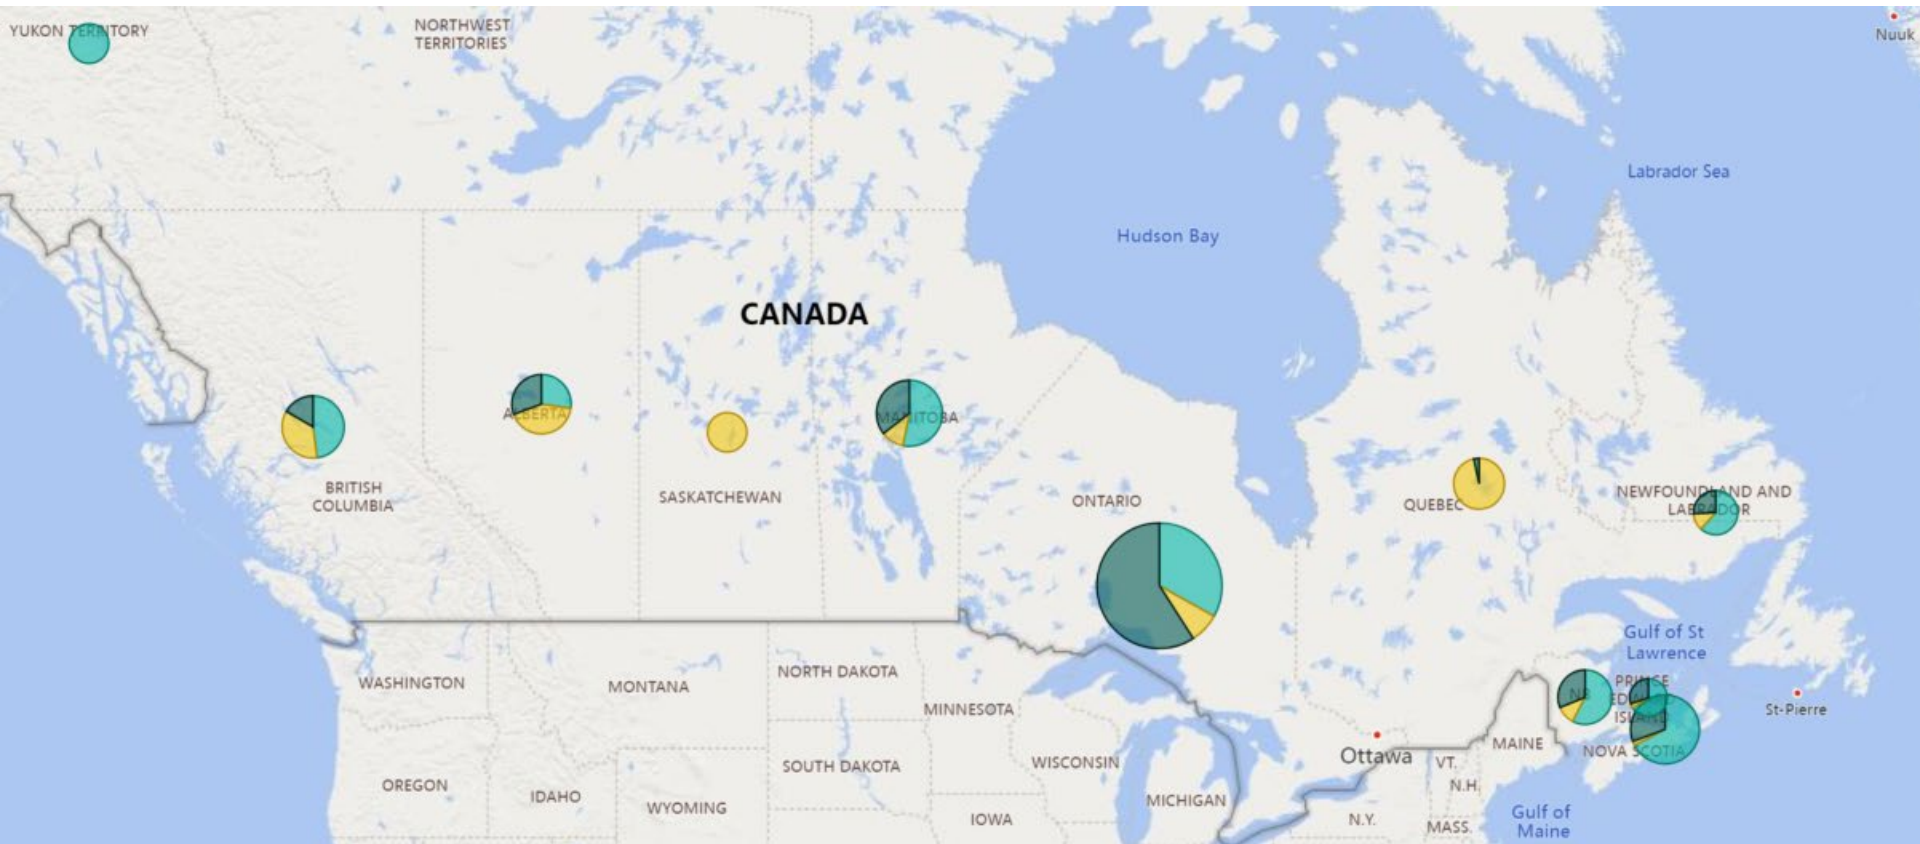 YUKON TERRITORY
NORTHWEST
TERRITORIES
Nuuk
Labrador Sea
Hudson Bay
CANADA
ALBERTA
MANITOBA
BRITISH
COLUMBIA
SASKATCHEWAN
ONTARIO
QUEBEC
NEWFOUNDLAND AND
LABRADOR
Gulf of St
Lawrence
WASHINGTON
MONTANA
NORTH DAKOTA
MINNESOTA
NB
PRINCE
EDWARD
ISLAND
St-Pierre
Ottawa
MAINE
NOVA SCOTIA
OREGON
IDAHO
SOUTH DAKOTA
WISCONSIN
VT.
N.H.
WYOMING
MICHIGAN
IOWA
N.Y.
MASS.
Gulf of
Maine